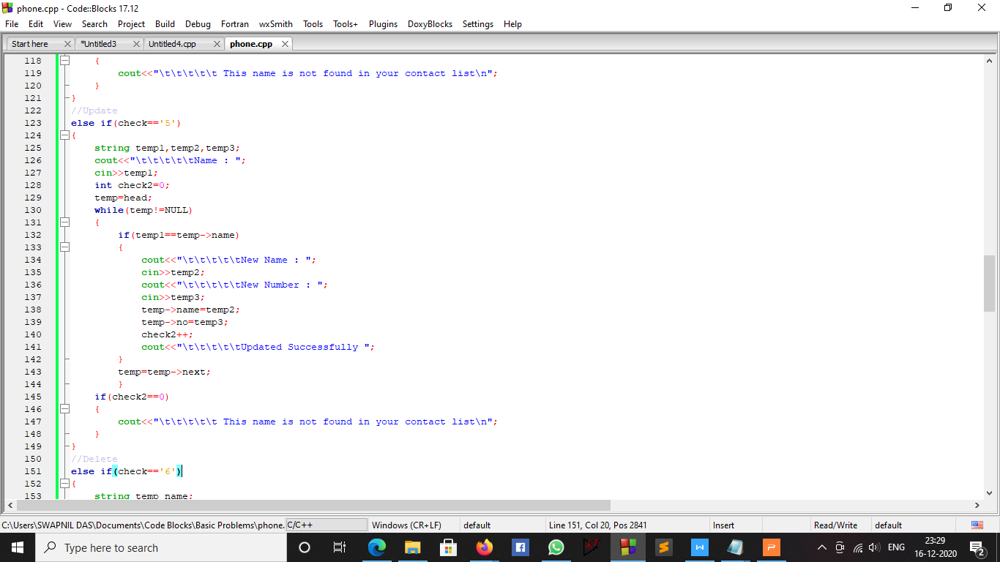 phone.cpp - Code::Blocks 17.12
File Edit View Search Project Build Debug Fortran wxSmith Tools Tools+ Plugins DoxyBlocks Settings Help
Start here *Untitled3 Untitled4.cpp phone.cpp
118 {
119 cout<<"\t\t\t\t\t This name is not found in your contact list\n";
120 }
121 }
122 //Update
123 else if(check=='5')
124 {
125 string temp1,temp2,temp3;
126 cout<<"\t\t\t\t\tName : ";
127 cin>>temp1;
128 int check2=0;
129 temp=head;
130 while(temp!=NULL)
131 {
132 if(temp1==temp->name)
133 {
134 cout<<"\t\t\t\t\tNew Name : ";
135 cin>>temp2;
136 cout<<"\t\t\t\t\tNew Number : ";
137 cin>>temp3;
138 temp->name=temp2;
139 temp->no=temp3;
140 check2++;
141 cout<<"\t\t\t\t\tUpdated Successfully ";
142 }
143 temp=temp->next;
144 }
145 if(check2==0)
146 {
147 cout<<"\t\t\t\t\t This name is not found in your contact list\n";
148 }
149 }
150 //Delete
151 else if(check=='6')
152 {
153 string temp name;
C:\Users\SWAPNIL DAS\Documents\Code Blocks\Basic Problems\phone. C/C++ Windows (CR+LF) default Line 151, Col 20, Pos 2841 Insert Read/Write default
Type here to search ENG 23:29
16-12-2020 2